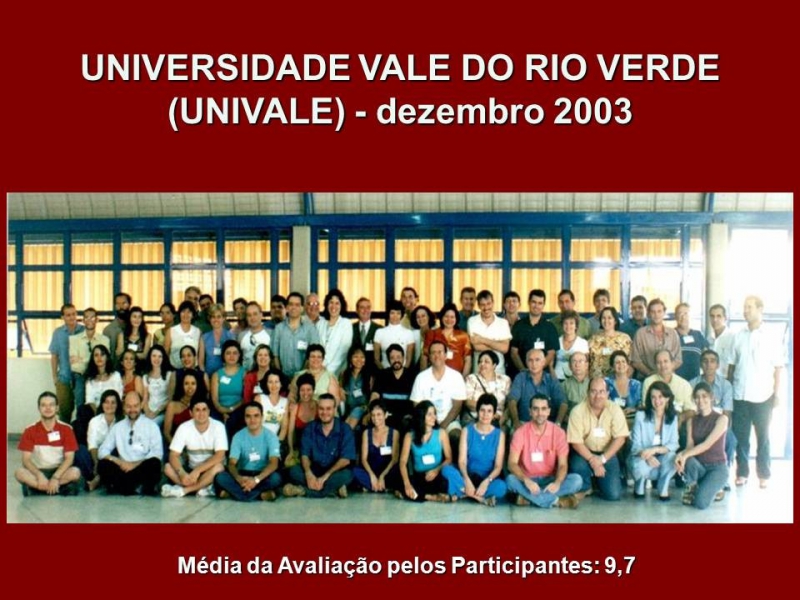 UNIVERSIDADE VALE DO RIO VERDE
(UNIVALE) - dezembro 2003
Média da Avaliação pelos Participantes: 9,7